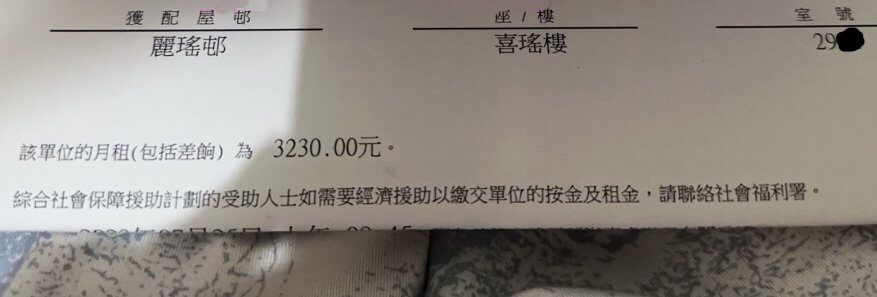 獲配屋邨 座/樓 室號
麗瑤邨 喜瑤樓 29
該單位的月租(包括差餉) 為 3230.00元。
綜合社會保障援助計劃的受助人士如需要經濟援助以繳交單位的按金及租金，請聯絡社會福利署。